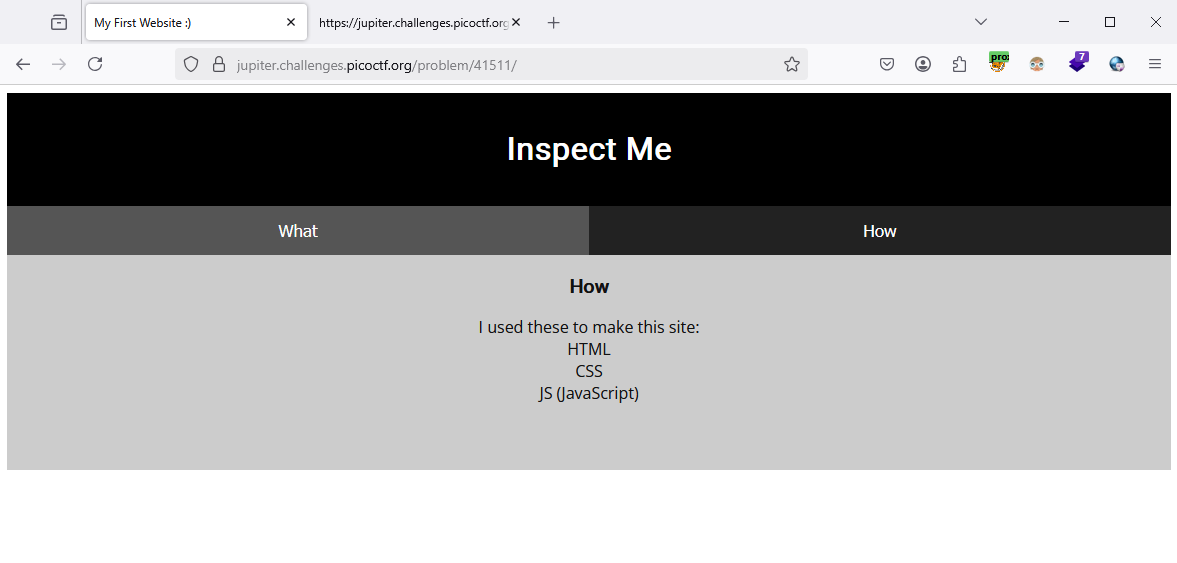 My First Website :)
https://jupiter.challenges.picoctf.org
jupiter.challenges.picoctf.org/problem/41511/
pro
7
Inspect Me
What
How
How
I used these to make this site:
HTML
CSS
JS (JavaScript)